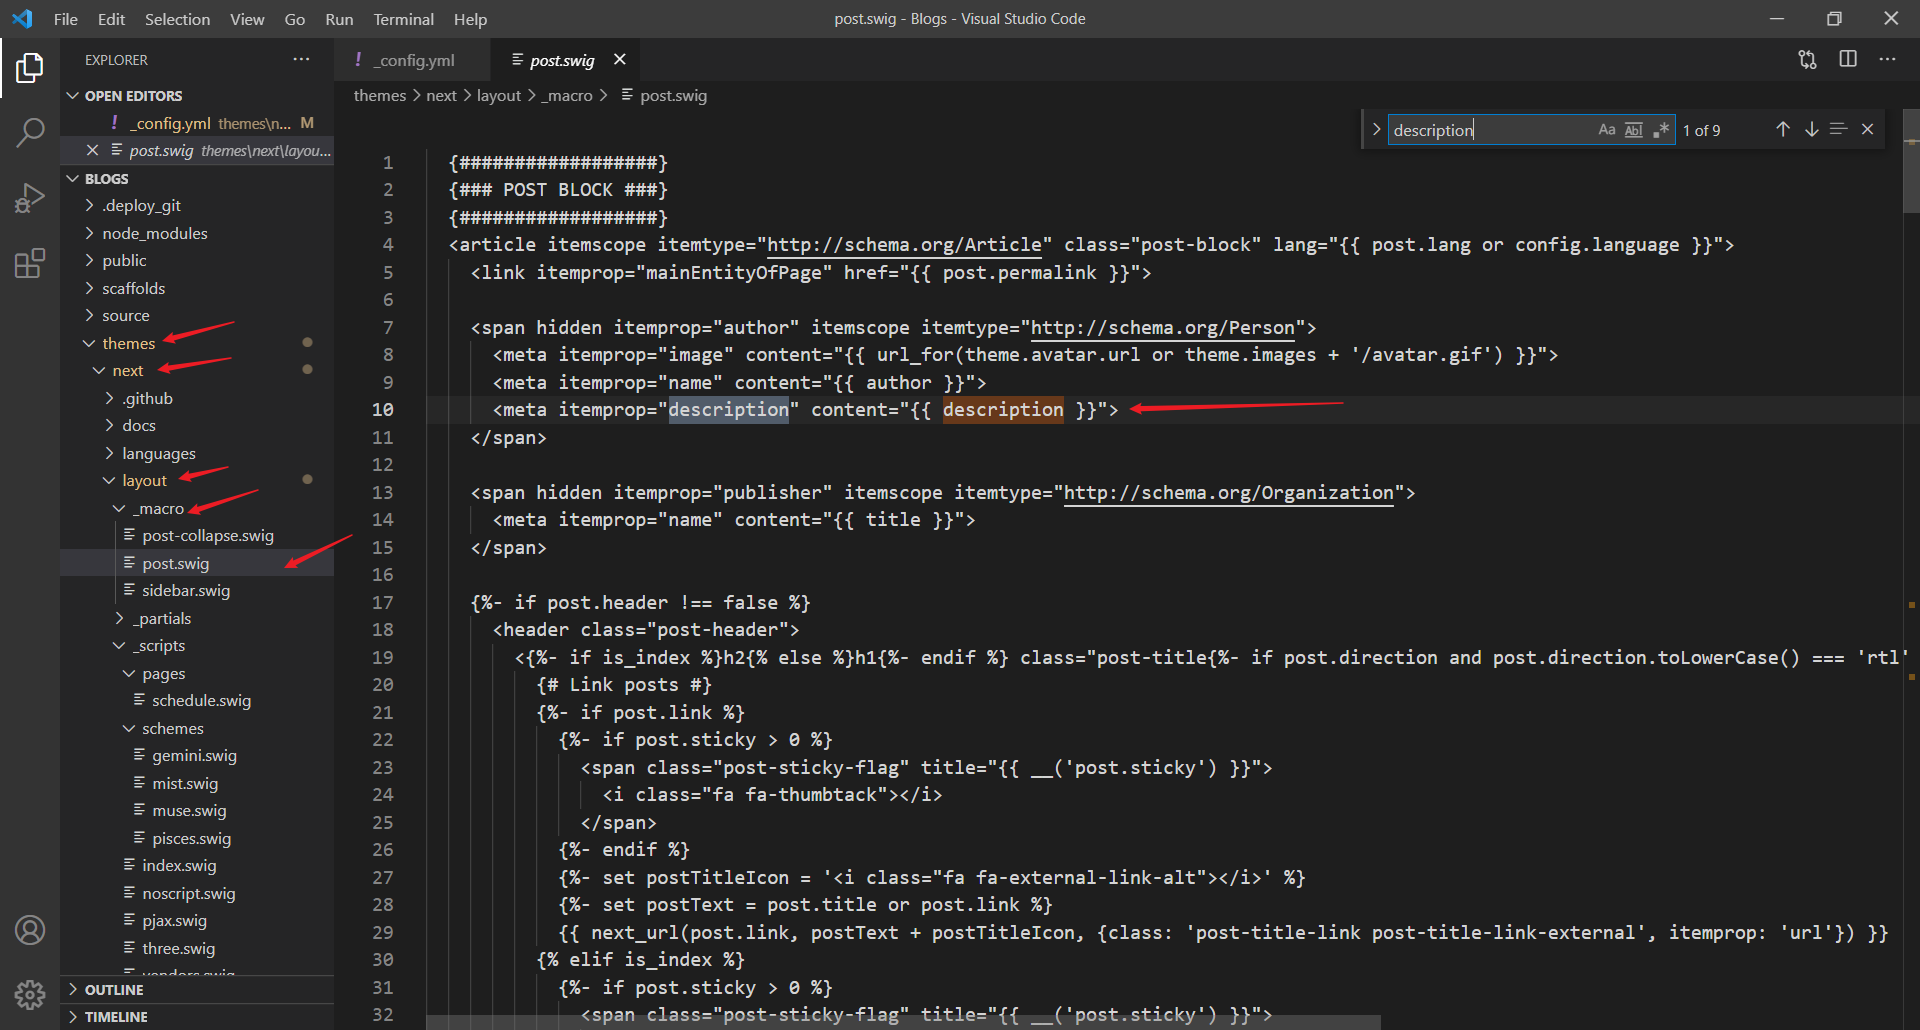 File Edit Selection View Go Run Terminal Help
post.swig - Blogs - Visual Studio Code
EXPLORER
OPEN EDITORS
! _config.yml themes\n... M
post.swig themes\next\layou...
BLOGS
.deploy_git
node_modules
public
scaffolds
source
themes
next
.github
docs
languages
layout
_macro
post-collapse.swig
post.swig
sidebar.swig
_partials
_scripts
pages
schedule.swig
schemes
gemini.swig
mist.swig
muse.swig
pisces.swig
index.swig
noscript.swig
pjax.swig
three.swig
vendors.swig
OUTLINE
TIMELINE
! _config.yml
post.swig
themes > next > layout > _macro > post.swig
description Aa Abl .* 1 of 9
1 {##################}
2 {### POST BLOCK ###}
3 {##################}
4 <article itemscope itemtype="http://schema.org/Article" class="post-block" lang="{{ post.lang or config.language }}">
5 <link itemprop="mainEntityOfPage" href="{{ post.permalink }}">
6
7 <span hidden itemprop="author" itemscope itemtype="http://schema.org/Person">
8 <meta itemprop="image" content="{{ url_for(theme.avatar.url or theme.images + '/avatar.gif') }}">
9 <meta itemprop="name" content="{{ author }}">
10 <meta itemprop="description" content="{{ description }}">
11 </span>
12
13 <span hidden itemprop="publisher" itemscope itemtype="http://schema.org/Organization">
14 <meta itemprop="name" content="{{ title }}">
15 </span>
16
17 {%- if post.header !== false %}
18 <header class="post-header">
19 <{%- if is_index %}h2{% else %}h1{%- endif %} class="post-title{%- if post.direction and post.direction.toLowerCase() === 'rtl'
20 {# Link posts #}
21 {%- if post.link %}
22 {%- if post.sticky > 0 %}
23 <span class="post-sticky-flag" title="{{ __('post.sticky') }}">
24 <i class="fa fa-thumbtack"></i>
25 </span>
26 {%- endif %}
27 {%- set postTitleIcon = '<i class="fa fa-external-link-alt"></i>' %}
28 {%- set postText = post.title or post.link %}
29 {{ next_url(post.link, postText + postTitleIcon, {class: 'post-title-link post-title-link-external', itemprop: 'url'}) }}
30 {% elif is_index %}
31 {%- if post.sticky > 0 %}
32 <span class="post-sticky-flag" title="{{ __('post.sticky') }}">